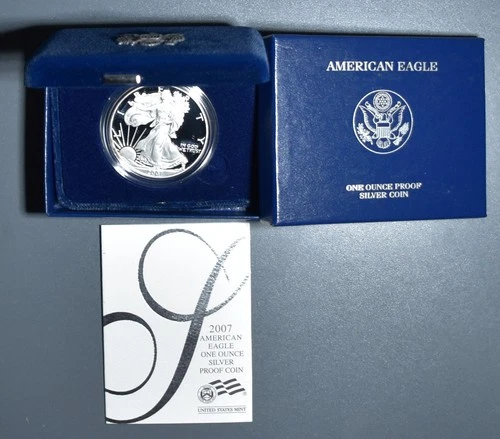 IN GOD
WE TRUST
AMERICAN EAGLE
ONE OUNCE PROOF
SILVER COIN
2007
AMERICAN
EAGLE
ONE OUNCE
SILVER
PROOF COIN
UNITED STATES MINT